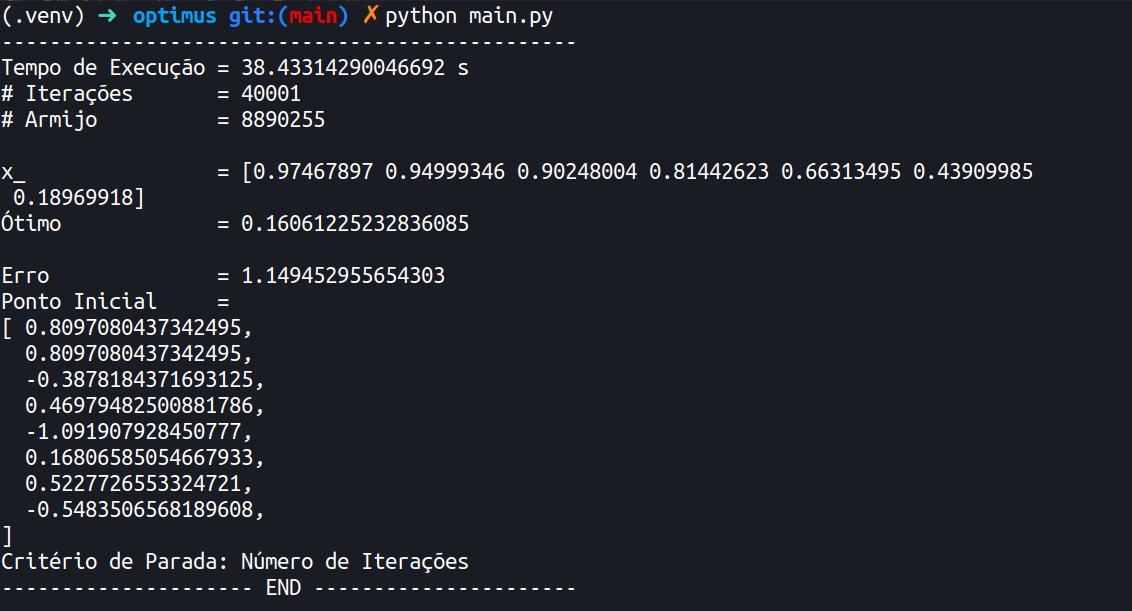 (.venv) ➜ optimus git:(main) ✗ python main.py
------------------------------------------------
Tempo de Execução = 38.43314290046692 s
# Iterações       = 40001
# Armijo          = 8890255

x_                = [0.97467897 0.94999346 0.90248004 0.81442623 0.66313495 0.43909985
 0.18969918]
Ótimo             = 0.16061225232836085

Erro              = 1.149452955654303
Ponto Inicial     =
[ 0.8097080437342495,
  0.8097080437342495,
  -0.3878184371693125,
  0.46979482500881786,
  -1.091907928450777,
  0.16806585054667933,
  0.5227726553324721,
  -0.5483506568189608,
]
Critério de Parada: Número de Iterações
--------------------- END ----------------------